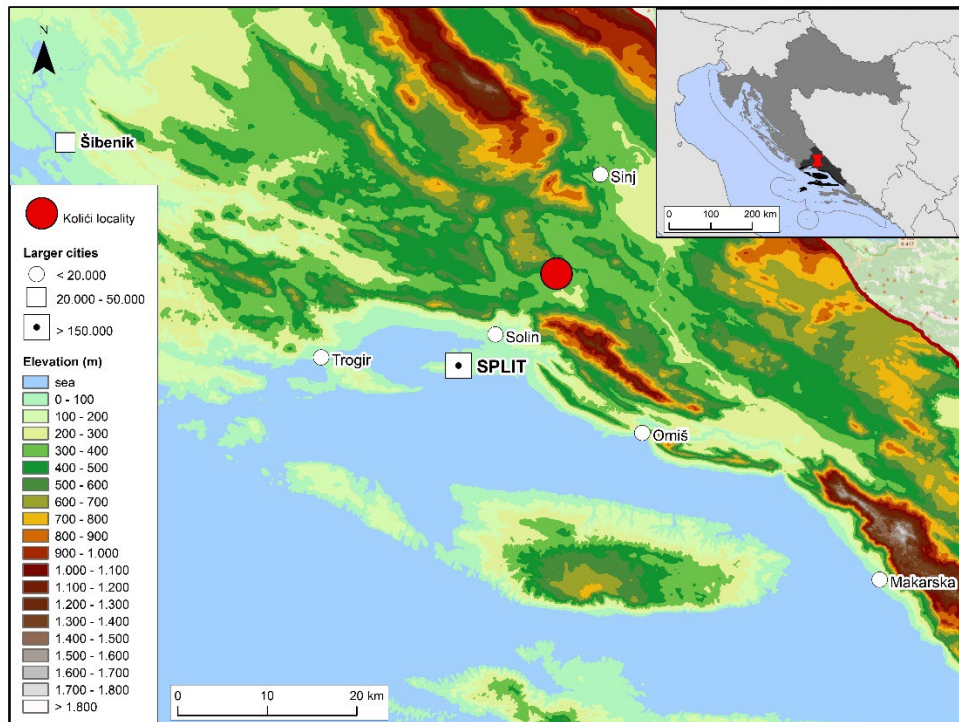 N
Šibenik
Sinj
Kolići locality
Larger cities
< 20.000
20.000 - 50.000
> 150.000
Solin
Trogir
SPLIT
Omiš
Makarska
Elevation (m)
sea
0 - 100
100 - 200
200 - 300
300 - 400
400 - 500
500 - 600
600 - 700
700 - 800
800 - 900
900 - 1.000
1.000 - 1.100
1.100 - 1.200
1.200 - 1.300
1.300 - 1.400
1.400 - 1.500
1.500 - 1.600
1.600 - 1.700
1.700 - 1.800
> 1.800
0 10 20 km
0 100 200 km